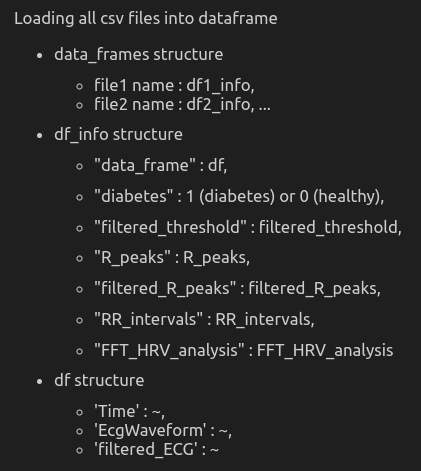 Loading all csv files into dataframe
data_frames structure
file1 name : df1_info,
file2 name : df2_info, ...
df_info structure
"data_frame" : df,
"diabetes" : 1 (diabetes) or 0 (healthy),
"filtered_threshold" : filtered_threshold,
"R_peaks" : R_peaks,
"filtered_R_peaks" : filtered_R_peaks,
"RR_intervals" : RR_intervals,
"FFT_HRV_analysis" : FFT_HRV_analysis
df structure
'Time' : ~,
'EcgWaveform' : ~,
'filtered_ECG' : ~